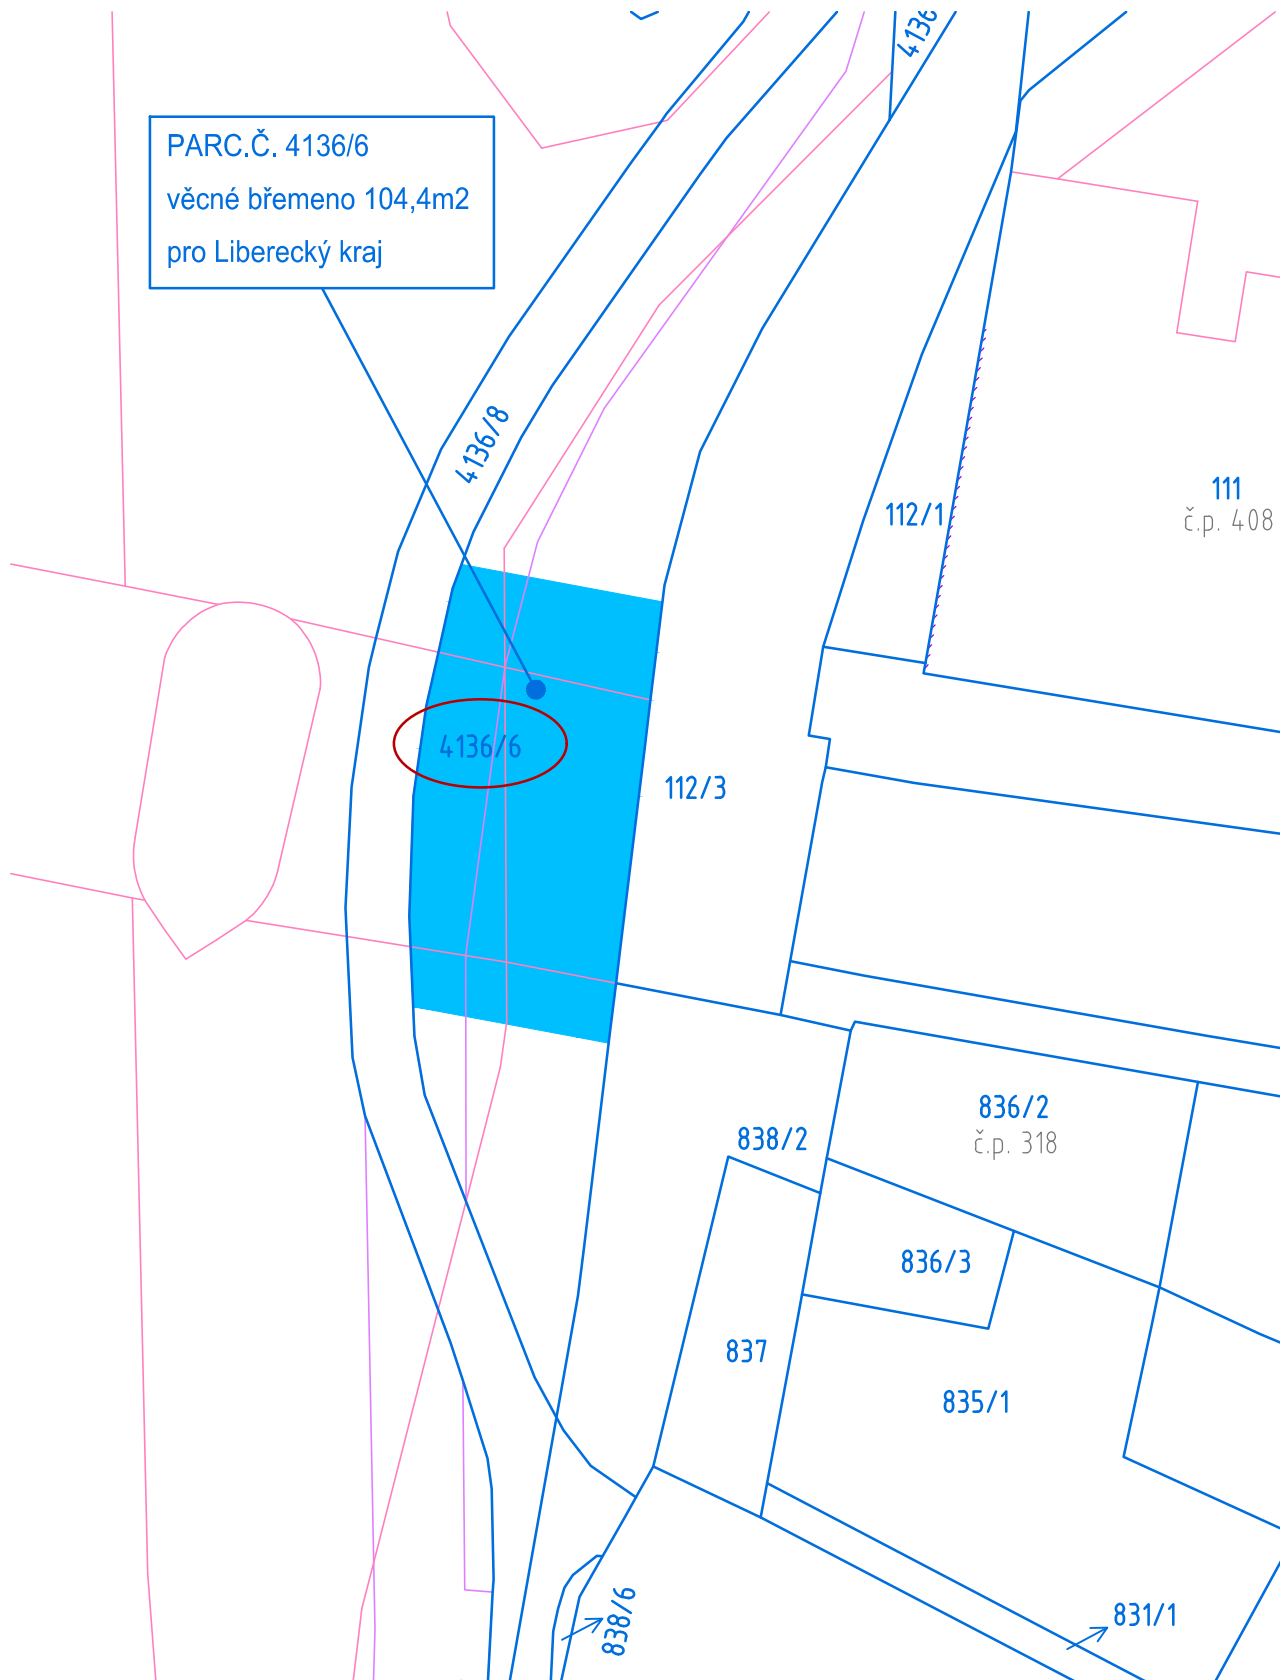 4136
PARC.Č. 4136/6
věcné břemeno 104,4m2
pro Liberecký kraj
4136/8
111
č.p. 408
112/1
4136/6
112/3
836/2
č.p. 318
838/2
836/3
837
835/1
838/6
831/1